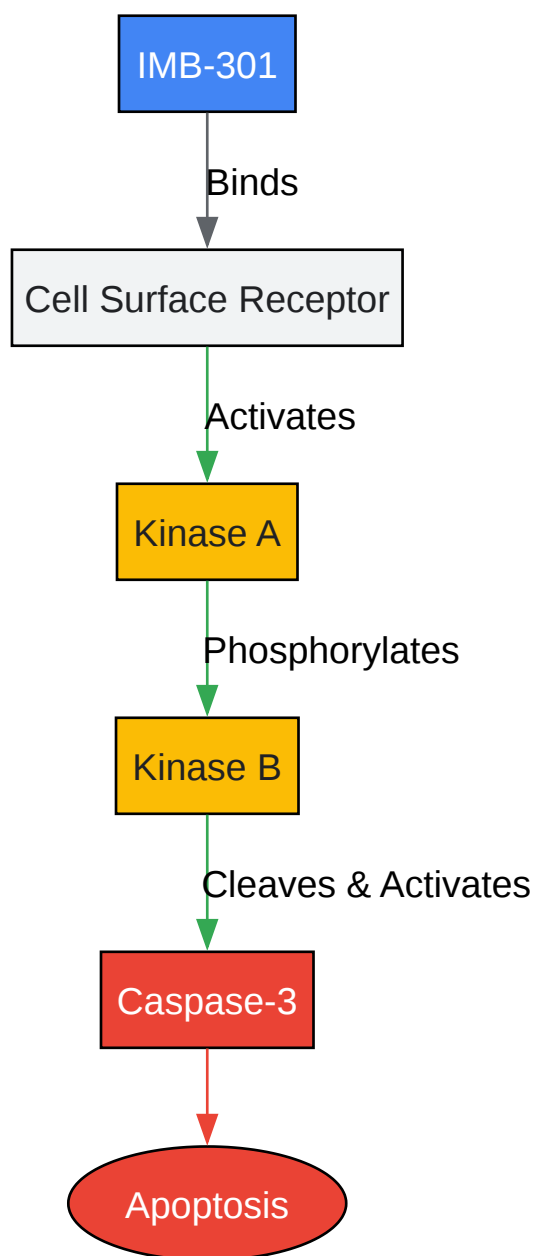 IMB-301
Binds
Cell Surface Receptor
Activates
Kinase A
Phosphorylates
Kinase B
Cleaves & Activates
Caspase-3
Apoptosis